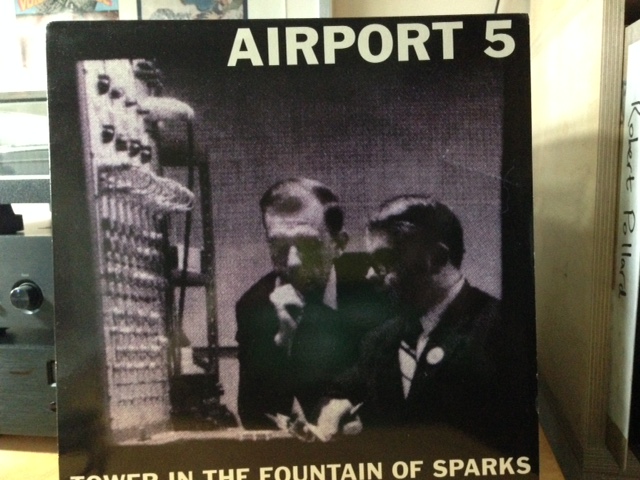 AIRPORT 5
TOWER IN THE FOUNTAIN OF SPARKS
Robert Pollard